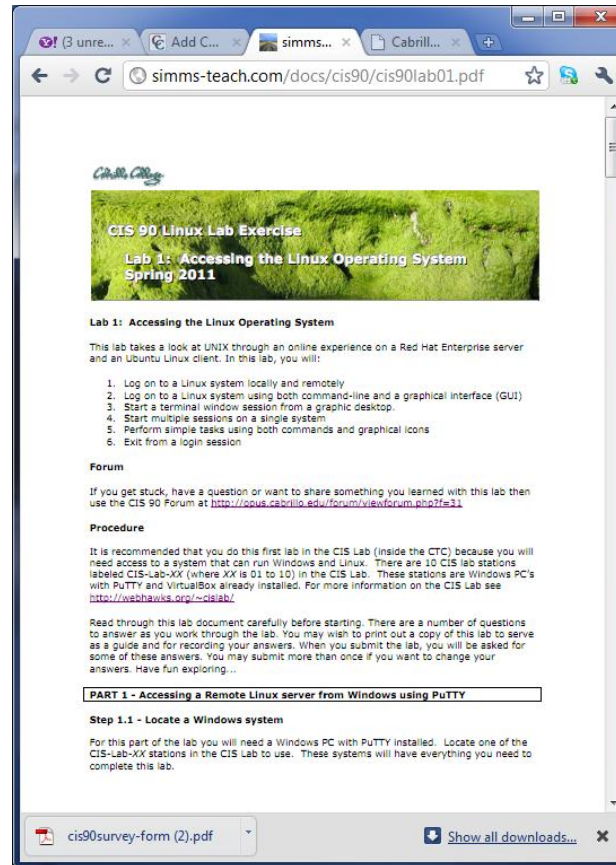 (3 unre...
Add C...
simms...
Cabrill...
simms-teach.com/docs/cis90/cis90lab01.pdf
Cabrillo College
CIS 90 Linux Lab Exercise
Lab 1: Accessing the Linux Operating System
Spring 2011
Lab 1: Accessing the Linux Operating System
This lab takes a look at UNIX through an online experience on a Red Hat Enterprise server
and an Ubuntu Linux client. In this lab, you will:
1. Log on to a Linux system locally and remotely
2. Log on to a Linux system using both command-line and a graphical interface (GUI)
3. Start a terminal window session from a graphic desktop.
4. Start multiple sessions on a single system
5. Perform simple tasks using both commands and graphical icons
6. Exit from a login session
Forum
If you get stuck, have a question or want to share something you learned with this lab then
use the CIS 90 Forum at http://opus.cabrillo.edu/forum/viewforum.php?f=31
Procedure
It is recommended that you do this first lab in the CIS Lab (inside the CTC) because you will
need access to a system that can run Windows and Linux. There are 10 CIS lab stations
labeled CIS-Lab-XX (where XX is 01 to 10) in the CIS Lab. These stations are Windows PC's
with PuTTY and VirtualBox already installed. For more information on the CIS Lab see
http://webhawks.org/~cislab/
Read through this lab document carefully before starting. There are a number of questions
to answer as you work through the lab. You may wish to print out a copy of this lab to serve
as a guide and for recording your answers. When you submit the lab, you will be asked for
some of these answers. You may submit more than once if you want to change your
answers. Have fun exploring...
PART 1 - Accessing a Remote Linux server from Windows using PuTTY
Step 1.1 - Locate a Windows system
For this part of the lab you will need a Windows PC with PuTTY installed. Locate one of the
CIS-Lab-XX stations in the CIS Lab to use. These systems will have everything you need to
complete this lab.
cis90survey-form (2).pdf
Show all downloads...